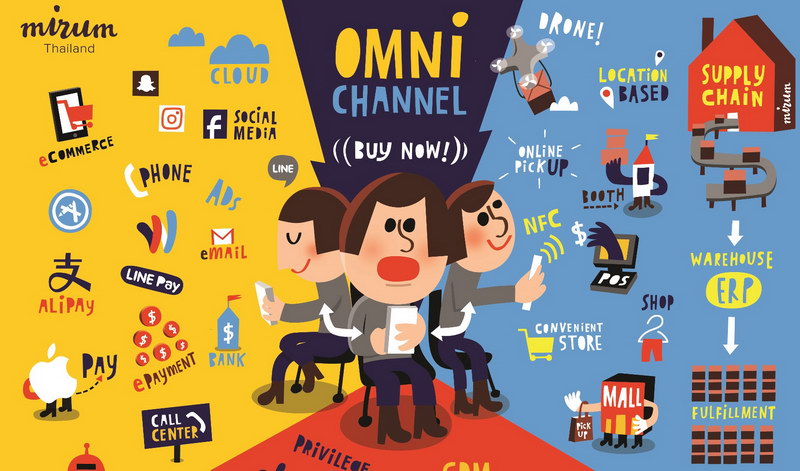 mirum
Thailand
CLOUD
eCOMMERCE
SOCIAL
MEDIA
PHONE
ADS
eMAIL
支
ALiPAY
LINE PAY
PAY
ePAYMENT
$
$
$
$
$
$
$
BANK
CALL
CENTER
OMNi
CHANNEL
((BUY NOW!))
LINE
PRiViLEGE
CRM
DRONE!
LOCATiON
BASED
ONLiNE
PiCKUP
BOOTH
NFC
$
POS
CONVENiENT
STORE
SHOP
MALL
PiCK
UP
SUPPLY
CHAiN
mirum
WAREHOUSE
ERP
FULFiLLMENT